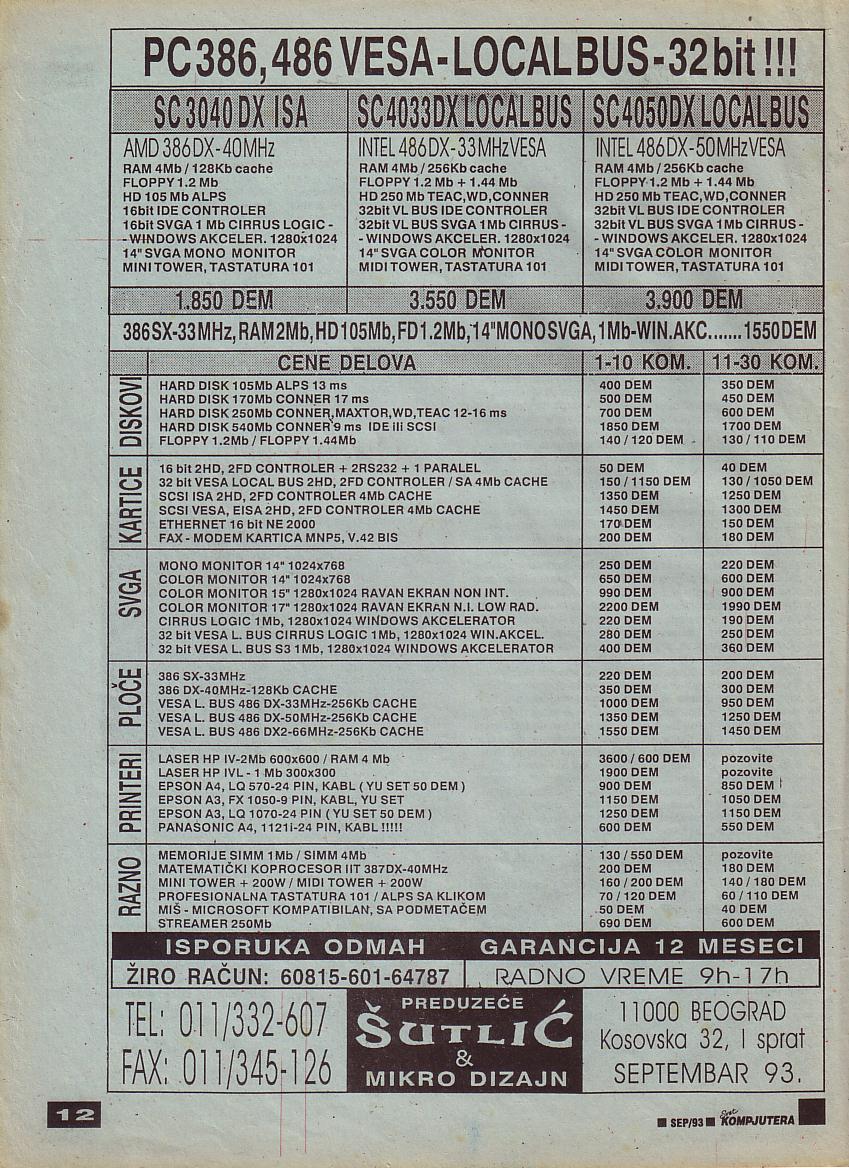 PC386, 486 VESA-LOCALBUS-32bit !!!
SC3040 DX ISA
AMD 386DX-40MHz
RAM 4Mb / 128Kb cache
FLOPPY 1.2 Mb
HD 105 Mb ALPS
16bit IDE CONTROLER
16bit SVGA 1 Mb CIRRUS LOGIC -
- WINDOWS AKCELER. 1280x1024
14" SVGA MONO MONITOR
MINI TOWER, TASTATURA 101
1.850 DEM
SC4033DX LOCALBUS
INTEL 486DX-33MHzVESA
RAM 4Mb / 256Kb cache
FLOPPY 1.2 Mb + 1.44 Mb
HD 250 Mb TEAC,WD,CONNER
32bit VL BUS IDE CONTROLER
32bit VL BUS SVGA 1Mb CIRRUS -
- WINDOWS AKCELER. 1280x1024
14" SVGA COLOR MONITOR
MIDI TOWER, TASTATURA 101
3.550 DEM
SC4050DX LOCALBUS
INTEL 486DX-50MHzVESA
RAM 4Mb / 256Kb cache
FLOPPY 1.2 Mb + 1.44 Mb
HD 250 Mb TEAC,WD,CONNER
32bit VL BUS IDE CONTROLER
32bit VL BUS SVGA 1Mb CIRRUS -
- WINDOWS AKCELER. 1280x1024
14" SVGA COLOR MONITOR
MIDI TOWER, TASTATURA 101
3.900 DEM
386SX-33MHz, RAM2Mb, HD105Mb, FD1.2Mb, 14"MONOSVGA, 1Mb-WIN.AKC.......1550DEM
CENE DELOVA 1-10 KOM. 11-30 KOM.
DISKOVI
HARD DISK 105Mb ALPS 13 ms 400 DEM 350 DEM
HARD DISK 170Mb CONNER 17 ms 500 DEM 450 DEM
HARD DISK 250Mb CONNER,MAXTOR,WD,TEAC 12-16 ms 700 DEM 600 DEM
HARD DISK 540Mb CONNER 9 ms IDE ili SCSI 1850 DEM 1700 DEM
FLOPPY 1.2Mb / FLOPPY 1.44Mb 140 / 120 DEM 130 / 110 DEM
KARTICE
16 bit 2HD, 2FD CONTROLER + 2RS232 + 1 PARALEL 50 DEM 40 DEM
32 bit VESA LOCAL BUS 2HD, 2FD CONTROLER / SA 4Mb CACHE 150 / 1150 DEM 130 / 1050 DEM
SCSI ISA 2HD, 2FD CONTROLER 4Mb CACHE 1350 DEM 1250 DEM
SCSI VESA, EISA 2HD, 2FD CONTROLER 4Mb CACHE 1450 DEM 1300 DEM
ETHERNET 16 bit NE 2000 170 DEM 150 DEM
FAX - MODEM KARTICA MNP5, V.42 BIS 200 DEM 180 DEM
SVGA
MONO MONITOR 14" 1024x768 250 DEM 220 DEM
COLOR MONITOR 14" 1024x768 650 DEM 600 DEM
COLOR MONITOR 15" 1280x1024 RAVAN EKRAN NON INT. 990 DEM 900 DEM
COLOR MONITOR 17" 1280x1024 RAVAN EKRAN N.I. LOW RAD. 2200 DEM 1990 DEM
CIRRUS LOGIC 1Mb, 1280x1024 WINDOWS AKCELERATOR 220 DEM 190 DEM
32 bit VESA L. BUS CIRRUS LOGIC 1Mb, 1280x1024 WIN.AKCEL. 280 DEM 250 DEM
32 bit VESA L. BUS S3 1Mb, 1280x1024 WINDOWS AKCELERATOR 400 DEM 360 DEM
PLOČE
386 SX-33MHz 220 DEM 200 DEM
386 DX-40MHz-128Kb CACHE 350 DEM 300 DEM
VESA L. BUS 486 DX-33MHz-256Kb CACHE 1000 DEM 950 DEM
VESA L. BUS 486 DX-50MHz-256Kb CACHE 1350 DEM 1250 DEM
VESA L. BUS 486 DX2-66MHz-256Kb CACHE 1550 DEM 1450 DEM
PRINTERI
LASER HP IV-2Mb 600x600 / RAM 4 Mb 3600 / 600 DEM pozovite
LASER HP IVL - 1 Mb 300x300 1900 DEM pozovite
EPSON A4, LQ 570-24 PIN, KABL ( YU SET 50 DEM ) 900 DEM 850 DEM
EPSON A3, FX 1050-9 PIN, KABL, YU SET 1150 DEM 1050 DEM
EPSON A3, LQ 1070-24 PIN ( YU SET 50 DEM ) 1250 DEM 1150 DEM
PANASONIC A4, 1121i-24 PIN, KABL !!!!! 600 DEM 550 DEM
RAZNO
MEMORIJE SIMM 1Mb / SIMM 4Mb 130 / 550 DEM pozovite
MATEMATIČKI KOPROCESOR IIT 387DX-40MHz 200 DEM 180 DEM
MINI TOWER + 200W / MIDI TOWER + 200W 160 / 200 DEM 140 / 180 DEM
PROFESIONALNA TASTATURA 101 / ALPS SA KLIKOM 70 / 120 DEM 60 / 110 DEM
MIŠ - MICROSOFT KOMPATIBILAN, SA PODMETAČEM 50 DEM 40 DEM
STREAMER 250Mb 690 DEM 600 DEM
ISPORUKA ODMAH GARANCIJA 12 MESECI
ŽIRO RAČUN: 60815-601-64787 RADNO VREME 9h-17h
TEL: 011/332-607
FAX: 011/345-126
PREDUZEĆE
ŠUTLIĆ
&
MIKRO DIZAJN
11000 BEOGRAD
Kosovska 32, I sprat
SEPTEMBAR 93.
12
SEP/93 Svet KOMPJUTERA